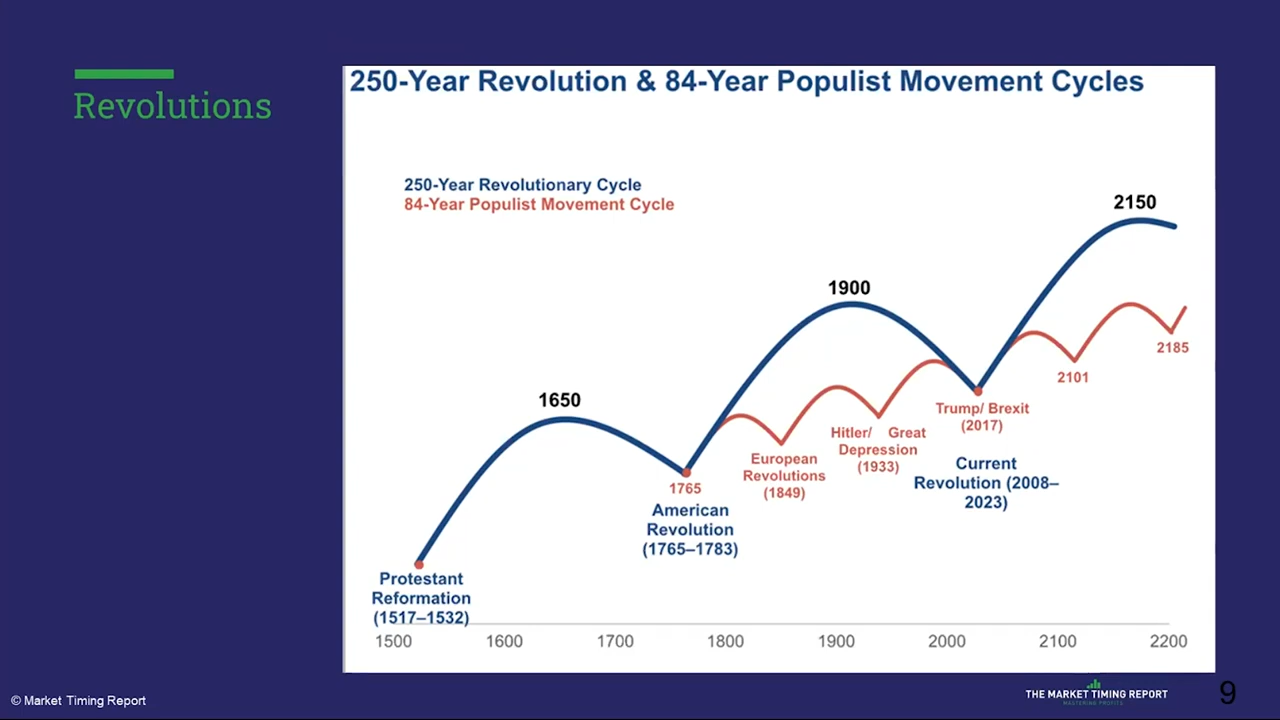 Revolutions
250-Year Revolution & 84-Year Populist Movement Cycles
250-Year Revolutionary Cycle
84-Year Populist Movement Cycle
2150
1900
1650
2185
2101
Trump/ Brexit
(2017)
Hitler/ Great
Depression
(1933)
European
Revolutions
(1849)
Current
Revolution (2008–
2023)
1765
American
Revolution
(1765–1783)
Protestant
Reformation
(1517–1532)
1500 1600 1700 1800 1900 2000 2100 2200
© Market Timing Report
THE MARKET TIMING REPORT
MASTERING PROFITS
9